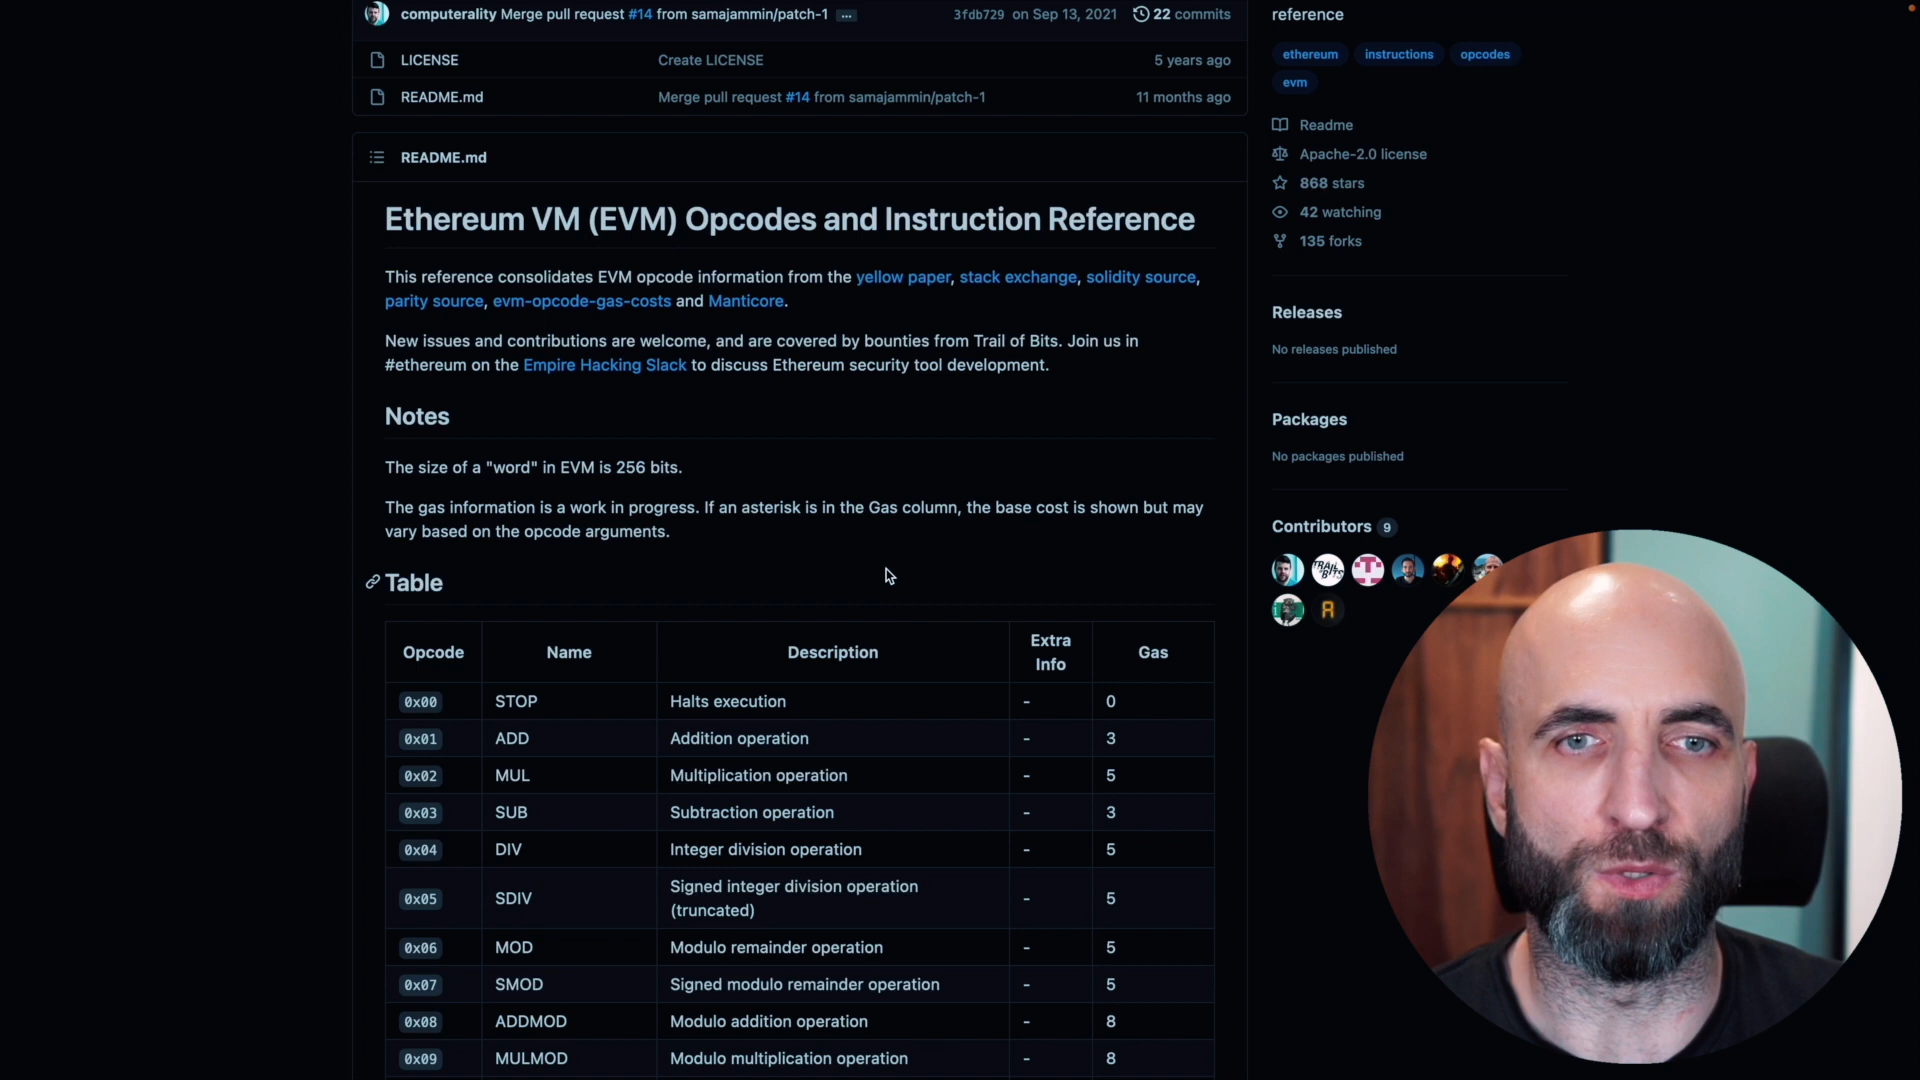 computerality Merge pull request #14 from samajammin/patch-1 ... 3fdb729 on Sep 13, 2021 22 commits
LICENSE Create LICENSE 5 years ago
README.md Merge pull request #14 from samajammin/patch-1 11 months ago
README.md
Ethereum VM (EVM) Opcodes and Instruction Reference
This reference consolidates EVM opcode information from the yellow paper, stack exchange, solidity source,
parity source, evm-opcode-gas-costs and Manticore.
New issues and contributions are welcome, and are covered by bounties from Trail of Bits. Join us in
#ethereum on the Empire Hacking Slack to discuss Ethereum security tool development.
Notes
The size of a "word" in EVM is 256 bits.
The gas information is a work in progress. If an asterisk is in the Gas column, the base cost is shown but may
vary based on the opcode arguments.
Table
Opcode Name Description Extra Info Gas
0x00 STOP Halts execution - 0
0x01 ADD Addition operation - 3
0x02 MUL Multiplication operation - 5
0x03 SUB Subtraction operation - 3
0x04 DIV Integer division operation - 5
0x05 SDIV Signed integer division operation (truncated) - 5
0x06 MOD Modulo remainder operation - 5
0x07 SMOD Signed modulo remainder operation - 5
0x08 ADDMOD Modulo addition operation - 8
0x09 MULMOD Modulo multiplication operation - 8
reference
ethereum instructions opcodes
evm
Readme
Apache-2.0 license
868 stars
42 watching
135 forks
Releases
No releases published
Packages
No packages published
Contributors 9
TRAIL
OF BITS
A